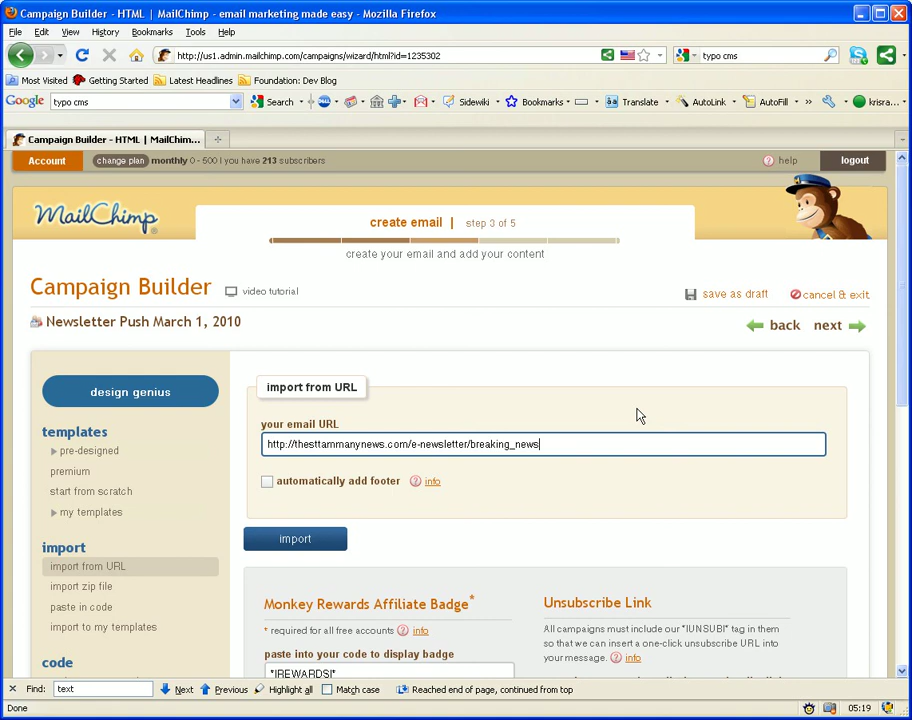 Campaign Builder - HTML | MailChimp - email marketing made easy - Mozilla Firefox
File Edit View History Bookmarks Tools Help
http://us1.admin.mailchimp.com/campaigns/wizard/html?id=1235302
typo cms
Most Visited Getting Started Latest Headlines Foundation: Dev Blog
Google typo cms Search Sidewiki Bookmarks Translate AutoLink AutoFill krisra...
Campaign Builder - HTML | MailChimp...
Account change plan monthly 0 - 500 | you have 213 subscribers help logout
MailChimp
create email | step 3 of 5
create your email and add your content
Campaign Builder video tutorial save as draft cancel & exit
Newsletter Push March 1, 2010 back next
design genius
templates
pre-designed
premium
start from scratch
my templates
import
import from URL
import zip file
paste in code
import to my templates
code
import from URL
your email URL
http://thesttammanynews.com/e-newsletter/breaking_news
automatically add footer info
import
Monkey Rewards Affiliate Badge*
* required for all free accounts info
paste into your code to display badge
*|REWARDS|*
Unsubscribe Link
All campaigns must include our *|UNSUB|* tag in them
so that we can insert a one-click unsubscribe URL into
your message. info
Find: text Next Previous Highlight all Match case Reached end of page, continued from top
Done 05:19